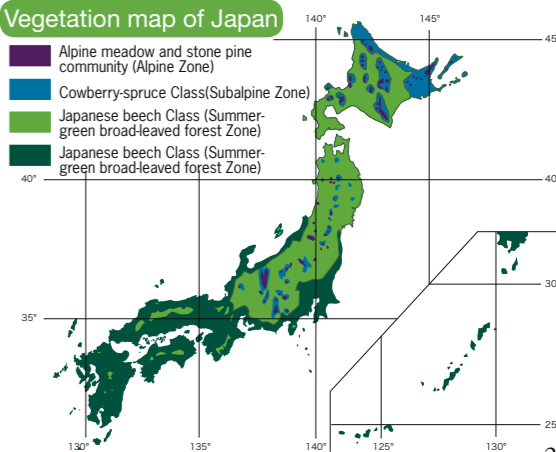 Vegetation map of Japan
Alpine meadow and stone pine
community (Alpine Zone)
Cowberry-spruce Class(Subalpine Zone)
Japanese beech Class (Summer-
green broad-leaved forest Zone)
Japanese beech Class (Summer-
green broad-leaved forest Zone)
140° 145°
45
40° 40
30
35°
25
130° 135° 140° 125° 130°